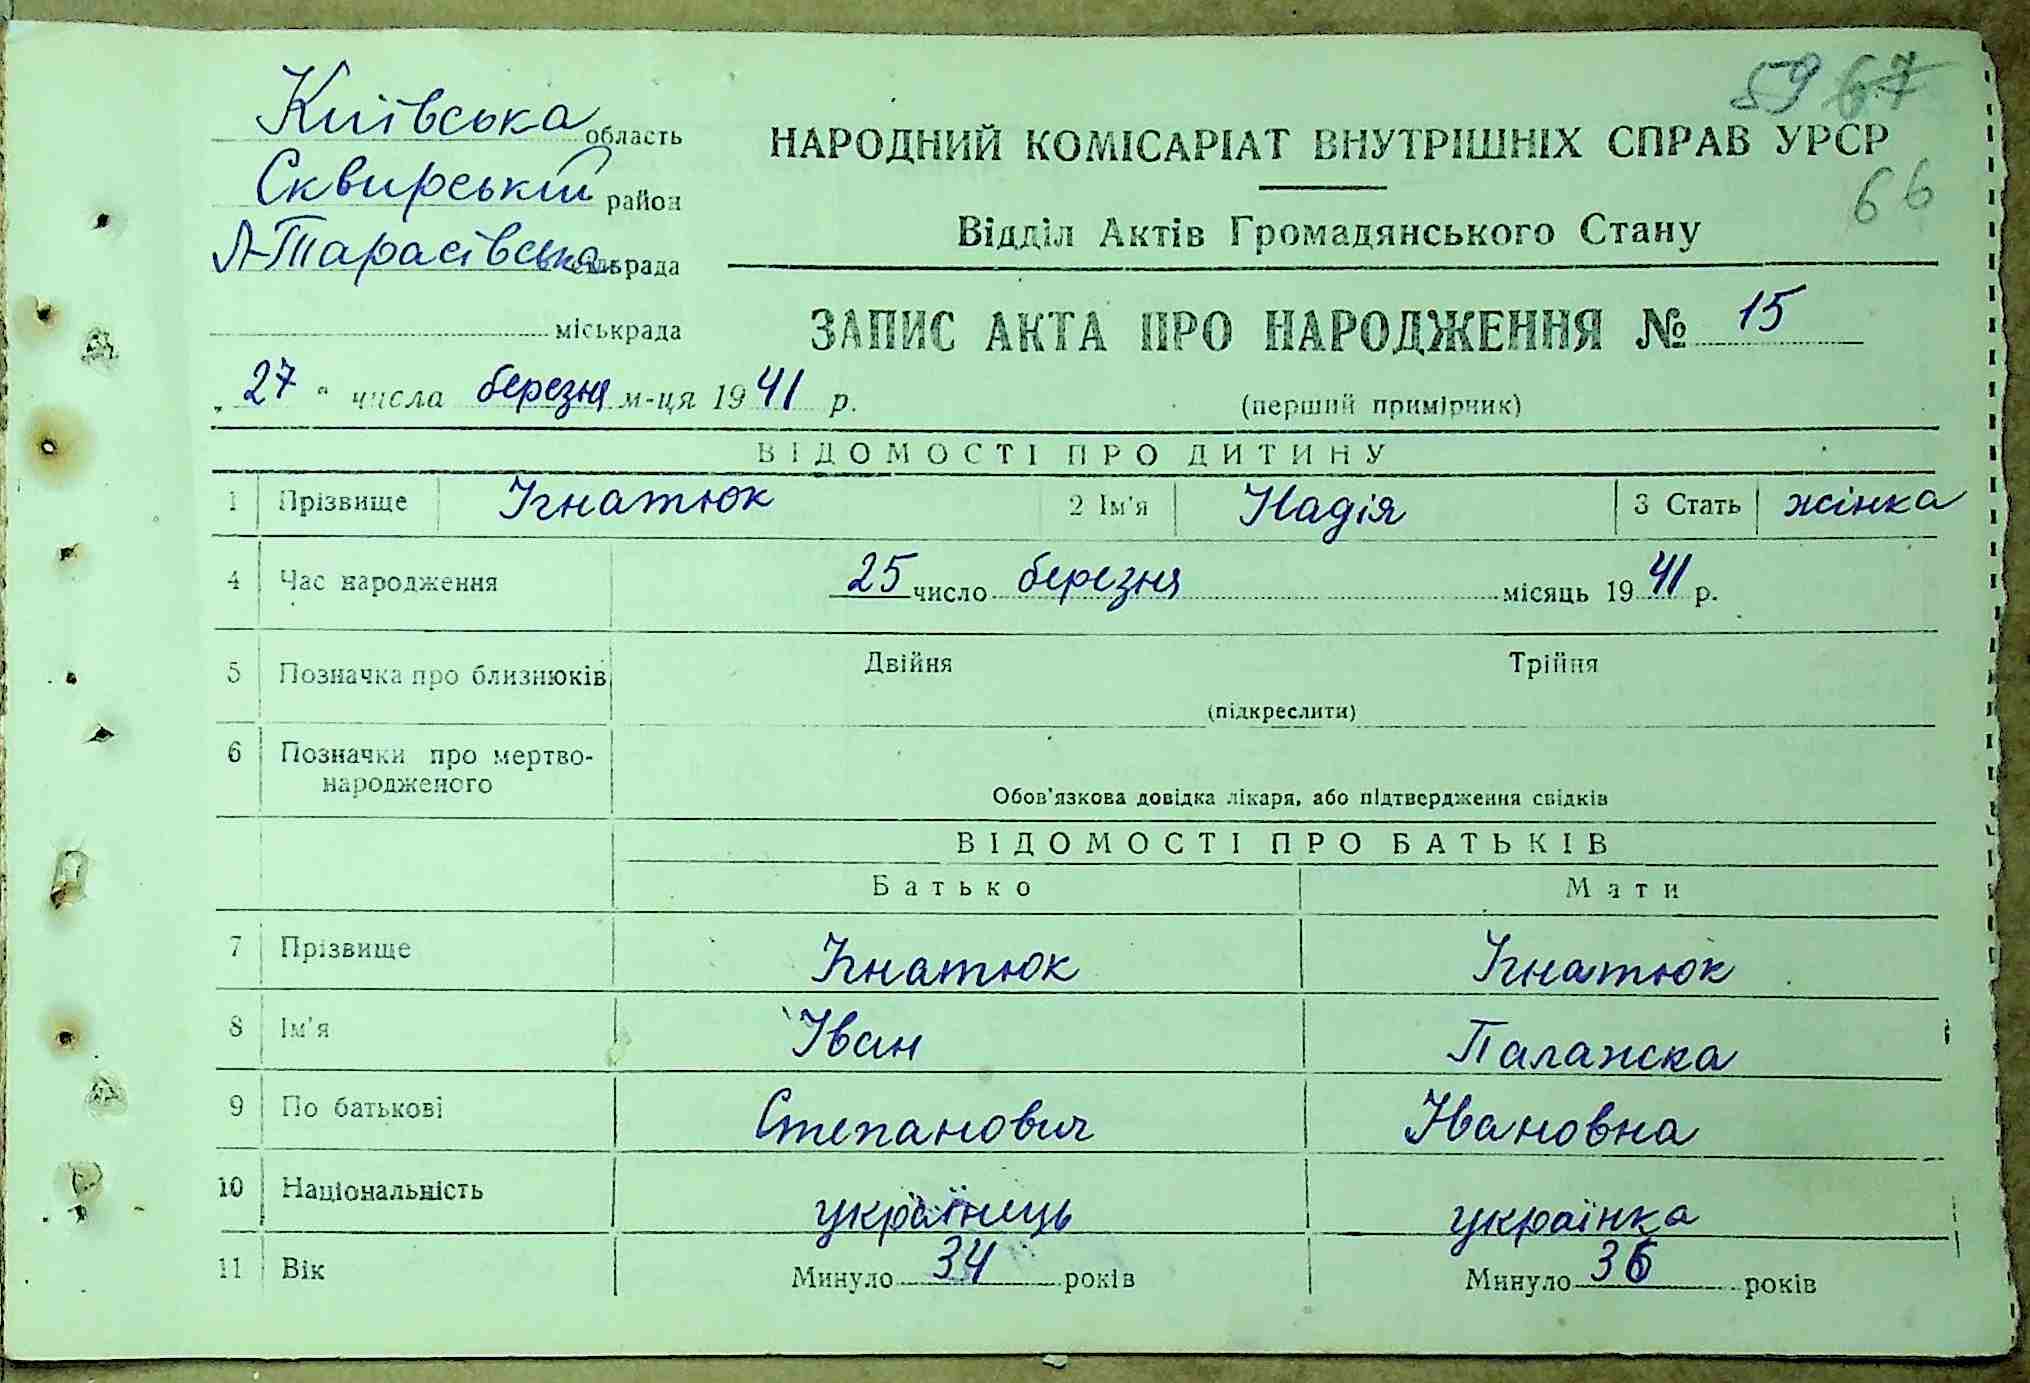 59 67
66
Київська область
Сквирський район
Л-Тарасівська сільрада
міськрада
НАРОДНИЙ КОМІСАРІАТ ВНУТРІШНІХ СПРАВ УРСР
Відділ Актів Громадянського Стану
ЗАПИС АКТА ПРО НАРОДЖЕННЯ № 15
„27“ числа березня м-ця 1941 р.
(перший примірник)
ВІДОМОСТІ ПРО ДИТИНУ
1 Прізвище Ігнатюк 2 Ім'я Надія 3 Стать жінка
4 Час народження 25 число березня місяць 1941 р.
5 Позначка про близнюків Двійня Трійня
(підкреслити)
6 Позначки про мертво-
народженого
Обов'язкова довідка лікаря, або підтвердження свідків
ВІДОМОСТІ ПРО БАТЬКІВ
Батько Мати
7 Прізвище Ігнатюк Ігнатюк
8 Ім'я Іван Палажка
9 По батькові Степанович Івановна
10 Національність українець українка
11 Вік Минуло 34 років Минуло 36 років